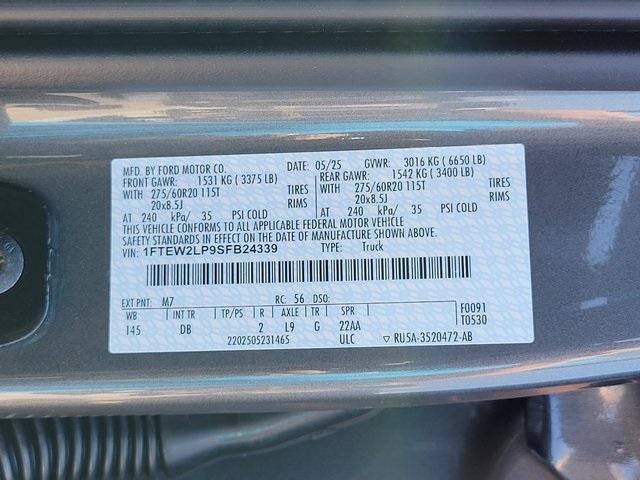 MFD. BY FORD MOTOR CO. DATE: 05/25 GVWR: 3016 KG ( 6650 LB)
FRONT GAWR: 1531 KG ( 3375 LB) REAR GAWR: 1542 KG ( 3400 LB)
WITH 275/60R20 115T TIRES WITH 275/60R20 115T TIRES
20x8.5J RIMS 20x8.5J RIMS
AT 240 kPa/ 35 PSI COLD AT 240 kPa/ 35 PSI COLD
THIS VEHICLE CONFORMS TO ALL APPLICABLE FEDERAL MOTOR VEHICLE
SAFETY STANDARDS IN EFFECT ON THE DATE OF MANUFACTURE SHOWN ABOVE.
VIN: 1FTEW2LP9SFB24339 TYPE: Truck
EXT PNT: M7 RC: 56 DSO: F0091
WB INT TR TP/PS R AXLE TR SPR T0530
145 DB 2 L9 G 22AA
2202505231465 ULC ▽ RU5A-3520472-AB